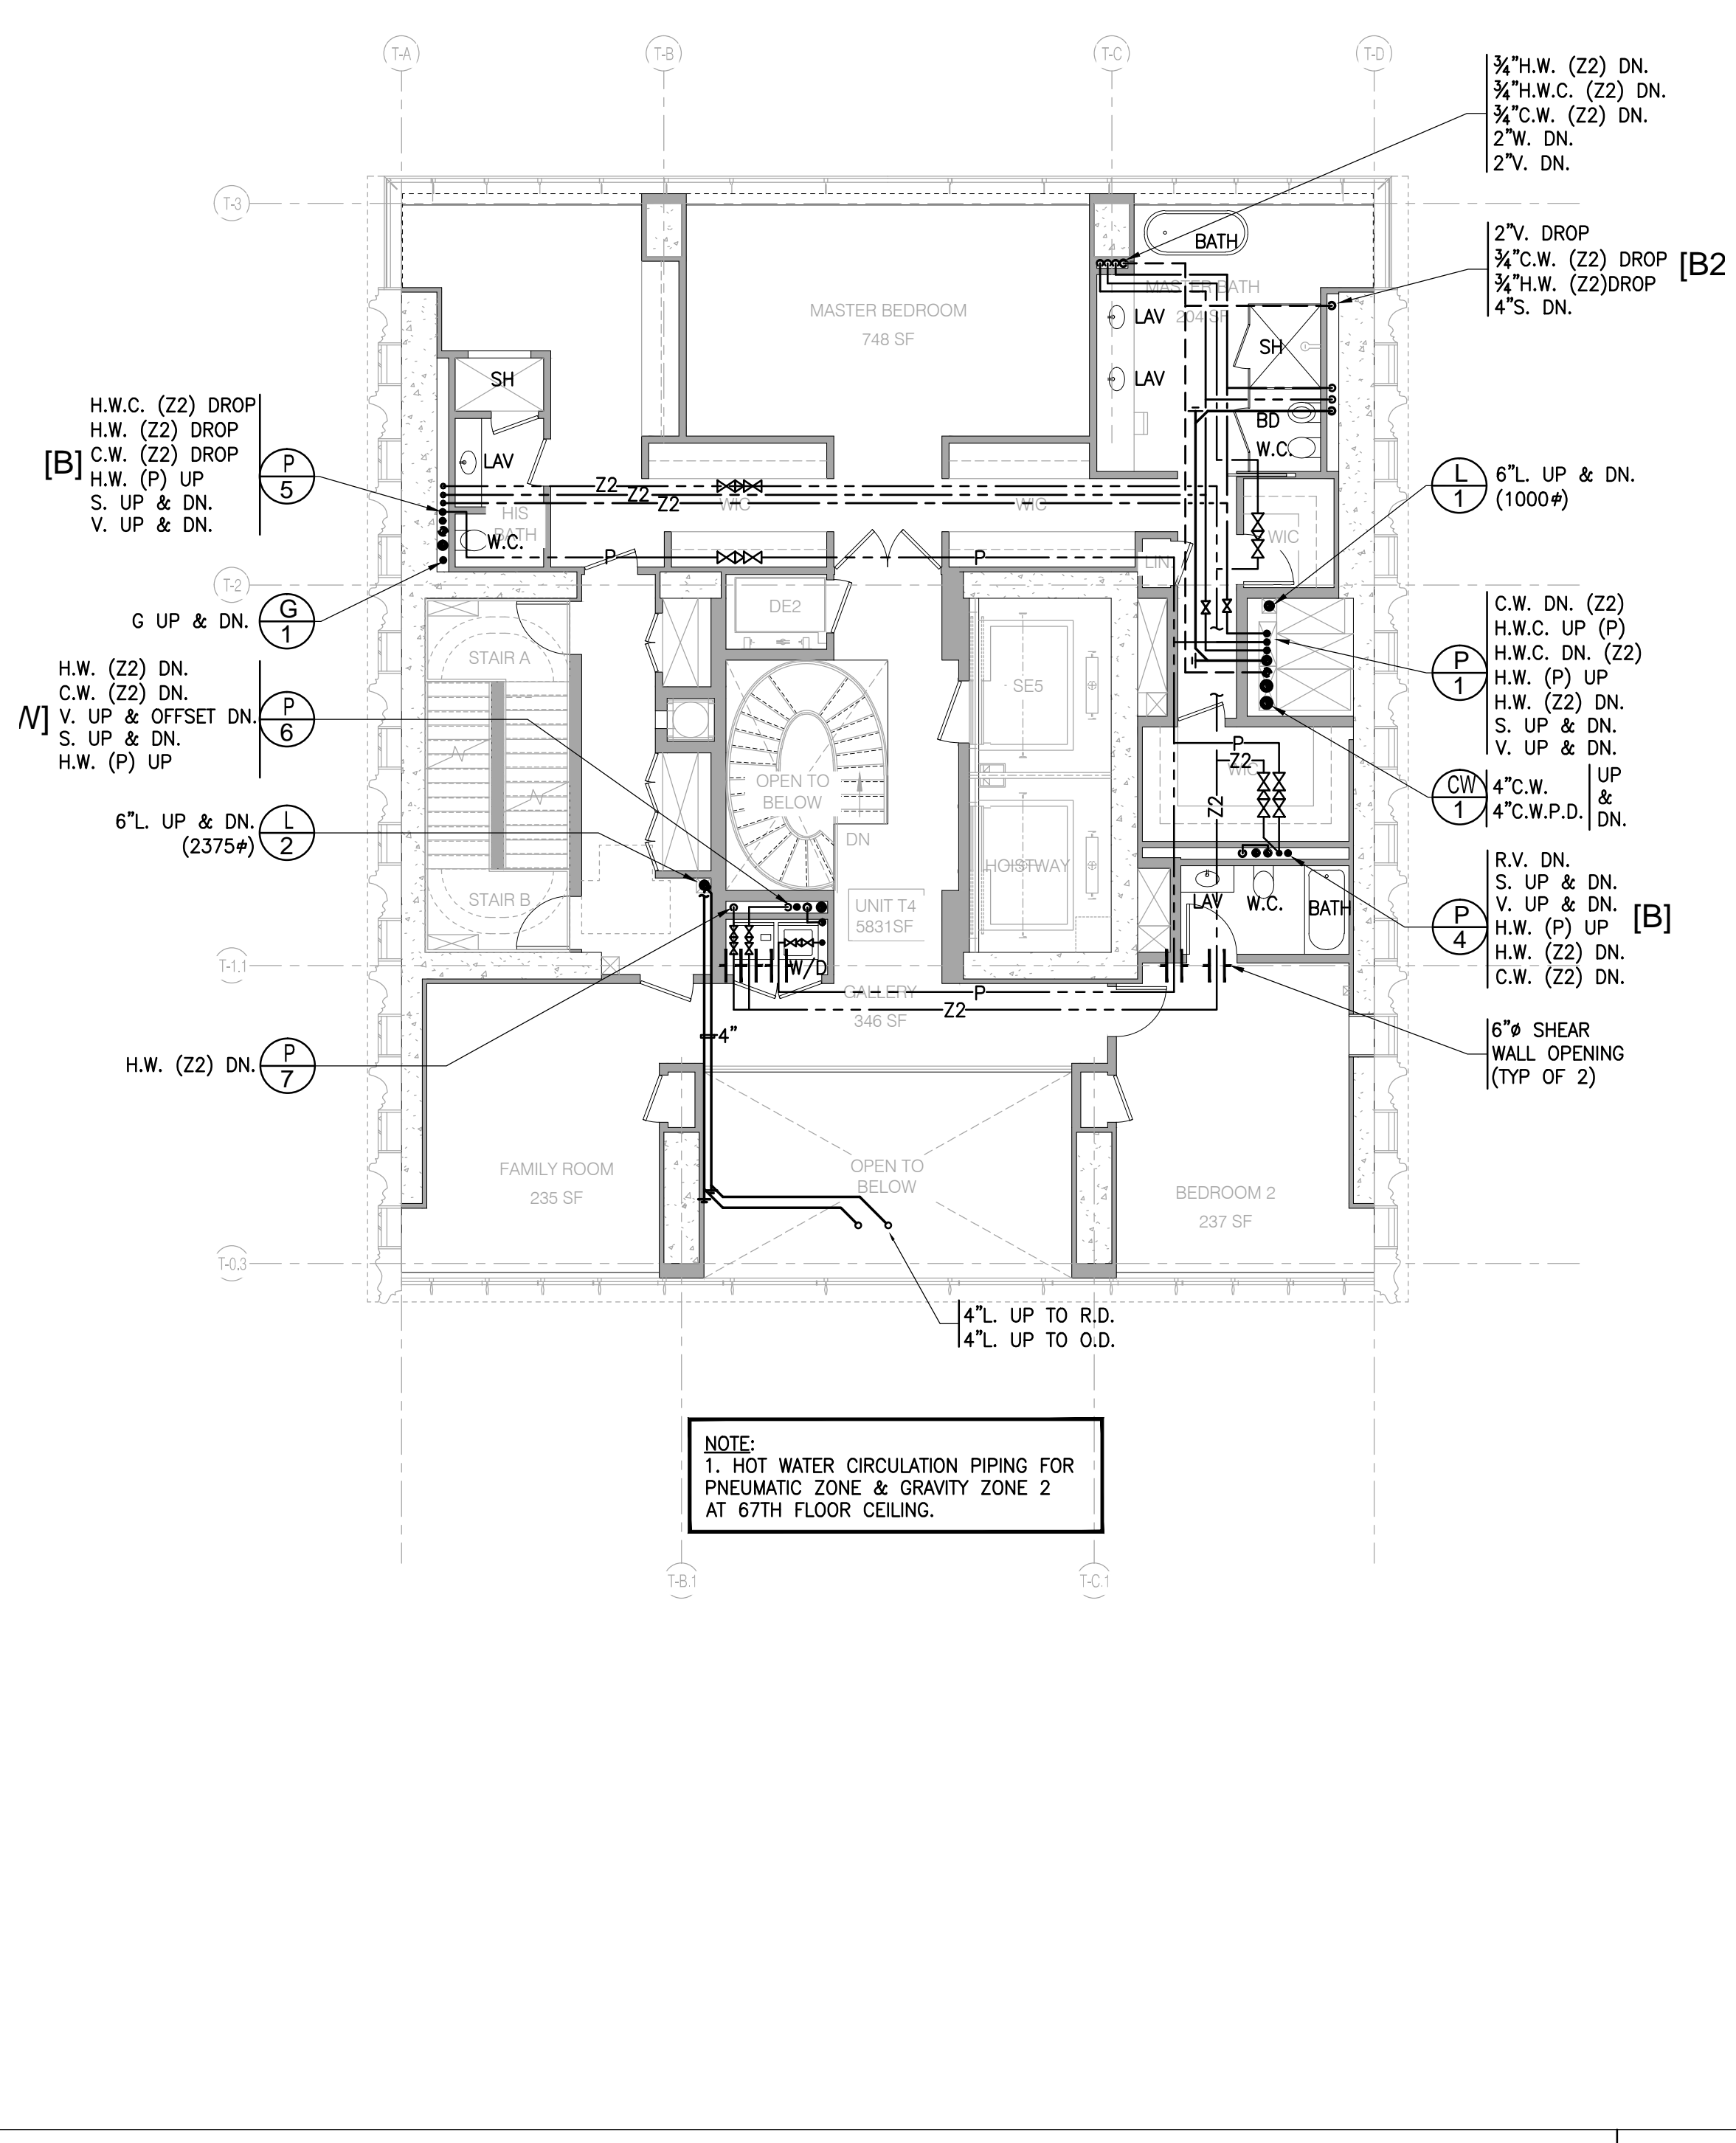 T-A
T-B
T-C
T-D
¾"H.W. (Z2) DN.
¾"H.W.C. (Z2) DN.
¾"C.W. (Z2) DN.
2"W. DN.
2"V. DN.
T-3
2"V. DROP
¾"C.W. (Z2) DROP
¾"H.W. (Z2)DROP
4"S. DN.
[B2
BATH
MASTER BATH
204 SF
MASTER BEDROOM
748 SF
LAV
LAV
SH
BD
W.C.
SH
LAV
HIS
BATH
W.C.
H.W.C. (Z2) DROP
H.W. (Z2) DROP
C.W. (Z2) DROP
H.W. (P) UP
S. UP & DN.
V. UP & DN.
[B]
P
5
Z2
Z2
Z2
WIC
WIC
WIC
L
1
6"L. UP & DN.
(1000⌀)
P
P
LIN.
T-2
G UP & DN.
G
1
DE2
STAIR A
SE5
C.W. DN. (Z2)
H.W.C. UP (P)
H.W.C. DN. (Z2)
H.W. (P) UP
H.W. (Z2) DN.
S. UP & DN.
V. UP & DN.
P
1
H.W. (Z2) DN.
C.W. (Z2) DN.
V. UP & OFFSET DN.
S. UP & DN.
H.W. (P) UP
P
6
P
Z2
WIC
Z2
OPEN TO
BELOW
DN
CW
1
4"C.W.
4"C.W.P.D.
UP
&
DN.
6"L. UP & DN.
(2375⌀)
L
2
HOISTWAY
STAIR B
UNIT T4
5831SF
LAV
W.C.
BATH
R.V. DN.
S. UP & DN.
V. UP & DN.
H.W. (P) UP
H.W. (Z2) DN.
C.W. (Z2) DN.
P
4
[B]
T-1.1
W/D
GALLERY
346 SF
P
Z2
4"
H.W. (Z2) DN.
P
7
6"ø SHEAR
WALL OPENING
(TYP OF 2)
FAMILY ROOM
235 SF
OPEN TO
BELOW
BEDROOM 2
237 SF
T-0.3
4"L. UP TO R.D.
4"L. UP TO O.D.
NOTE:
1. HOT WATER CIRCULATION PIPING FOR
PNEUMATIC ZONE & GRAVITY ZONE 2
AT 67TH FLOOR CEILING.
T-B.1
T-C.1